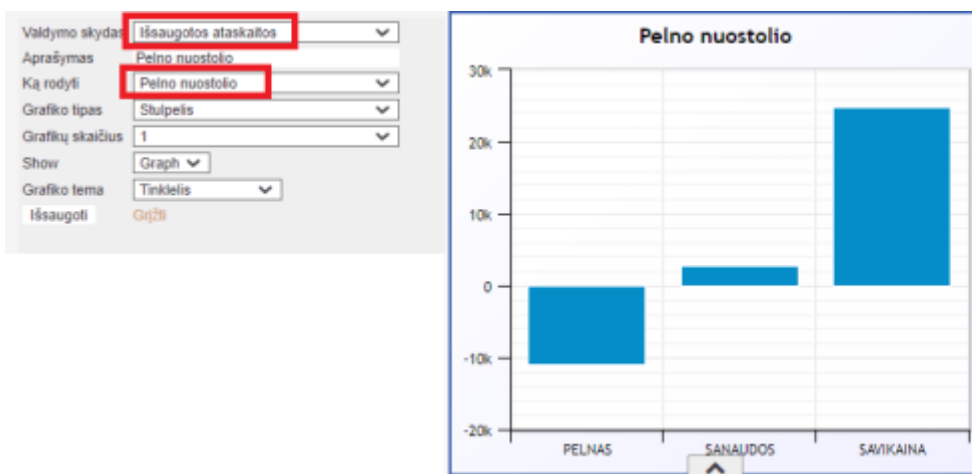 Valdymo skydas Išsaugotos ataskaitos
Aprašymas Pelno nuostolio
Ką rodyti Pelno nuostolio
Grafiko tipas Stulpelis
Grafikų skaičius 1
Show Graph
Grafiko tema Tinklelis
Išsaugoti Grįžti
Pelno nuostolio
30k
20k
10k
0
-10k
-20k
PELNAS SANAUDOS SAVIKAINA